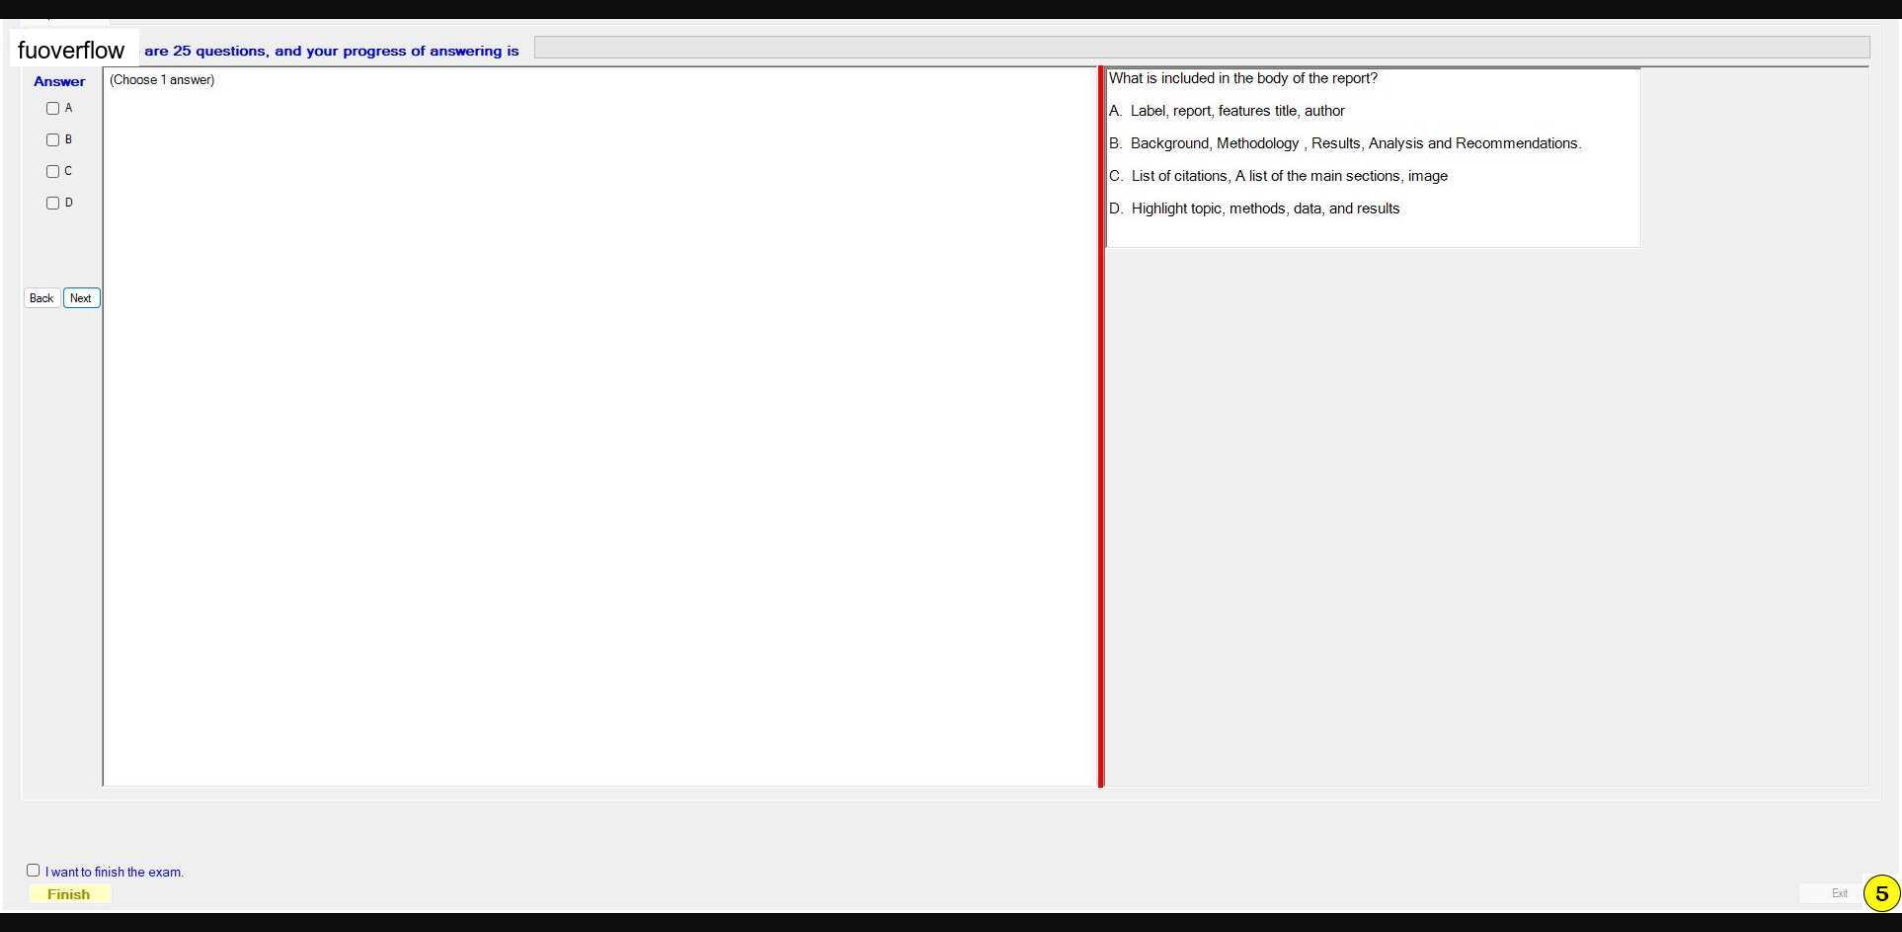 fuoverflow are 25 questions, and your progress of answering is
Answer
(Choose 1 answer)
A
B
C
D
Back Next
What is included in the body of the report?
A. Label, report, features title, author
B. Background, Methodology , Results, Analysis and Recommendations.
C. List of citations, A list of the main sections, image
D. Highlight topic, methods, data, and results
I want to finish the exam.
Finish
Exit
5